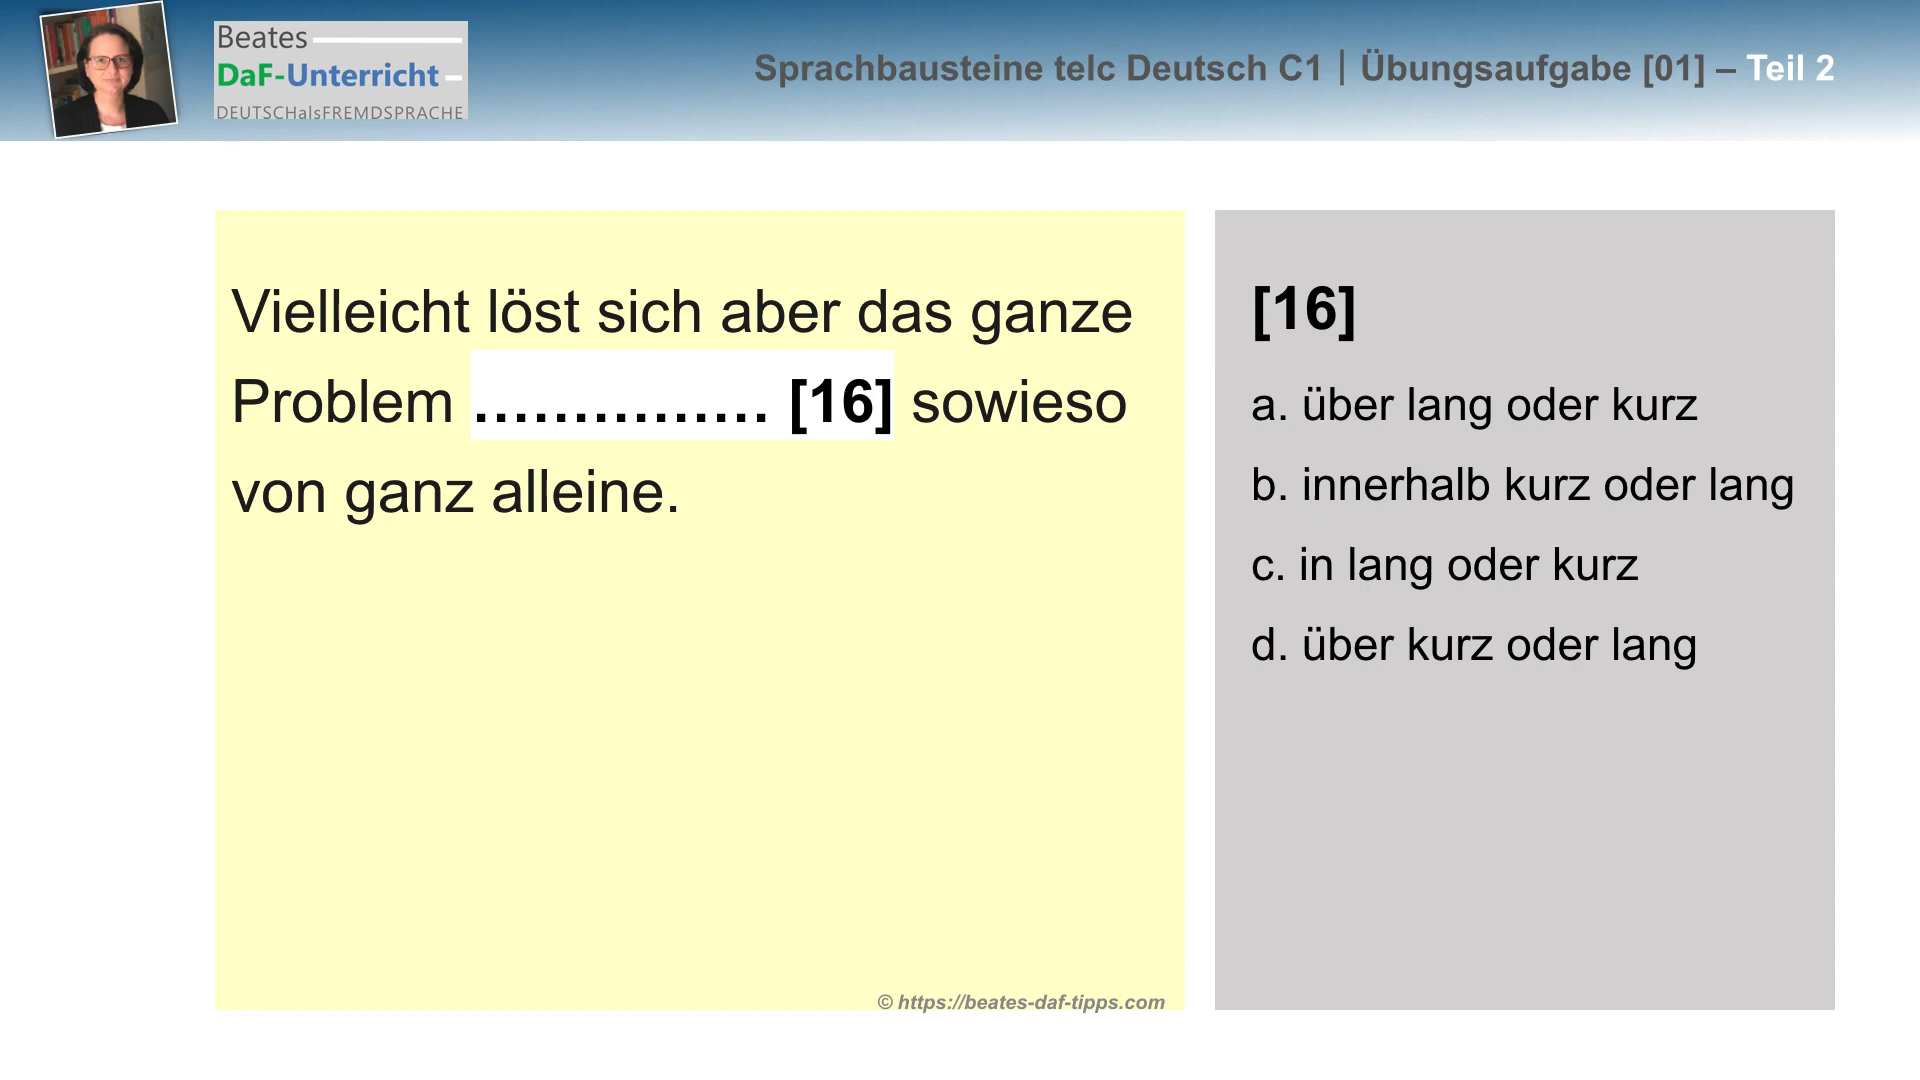 Beates
DaF-Unterricht
DEUTSCHalsFREMDSPRACHE
Sprachbausteine telc Deutsch C1 | Übungsaufgabe [01] – Teil 2
Vielleicht löst sich aber das ganze
Problem …………… [16] sowieso
von ganz alleine.
© https://beates-daf-tipps.com
[16]
a. über lang oder kurz
b. innerhalb kurz oder lang
c. in lang oder kurz
d. über kurz oder lang